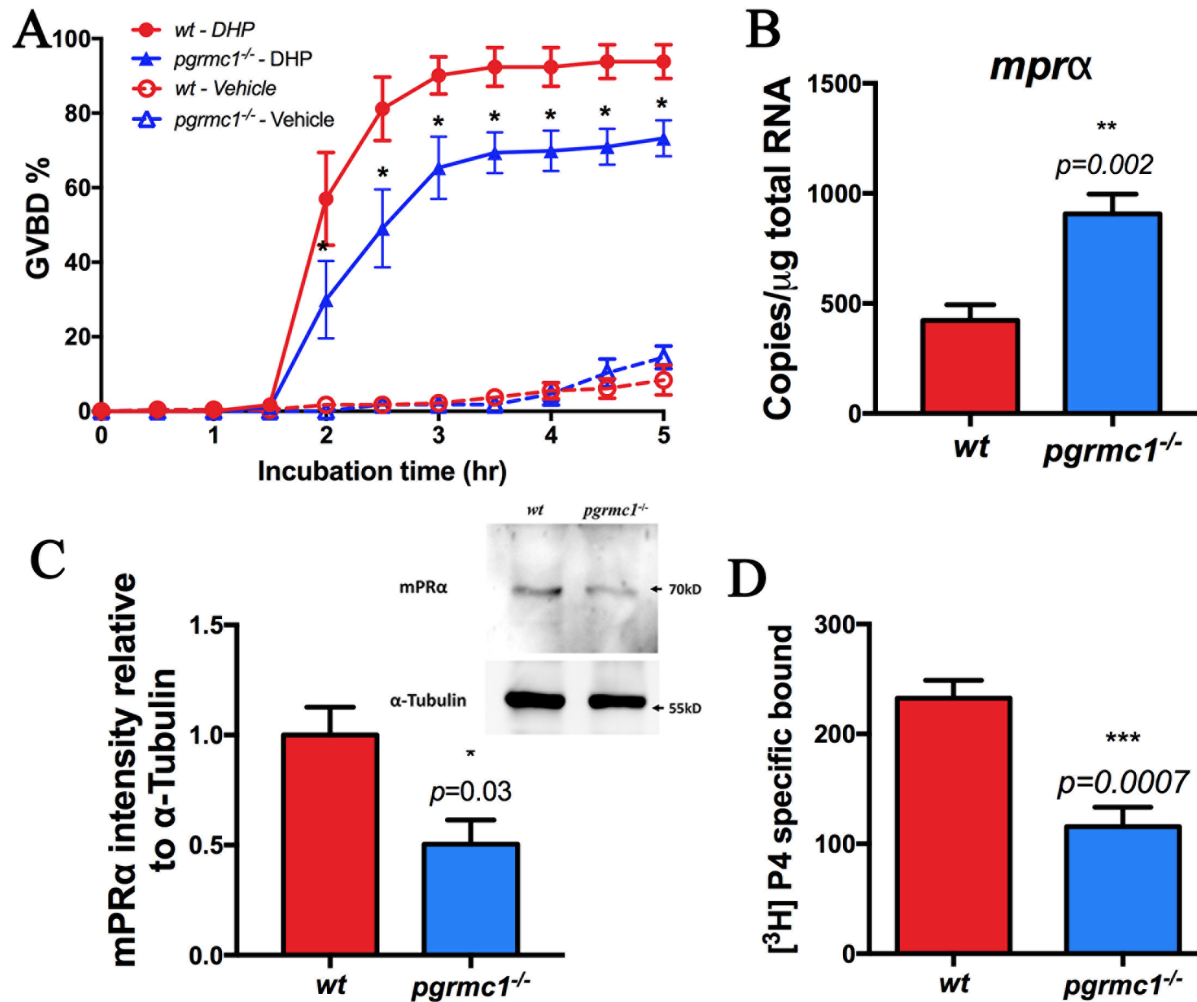 A
wt - DHP
pgrmc1-/- - DHP
wt - Vehicle
pgrmc1-/- - Vehicle
GVBD %
100
80
60
40
20
0
* * * * * * *
0 1 2 3 4 5
Incubation time (hr)
B
mprα
Copies/µg total RNA
1500
1000
500
0
**
p=0.002
wt pgrmc1-/-
C
wt pgrmc1-/-
mPRα 70kD
α-Tubulin 55kD
mPRα intensity relative
to α-Tubulin
1.5
1.0
0.5
0.0
*
p=0.03
wt pgrmc1-/-
D
[³H] P4 specific bound
300
200
100
0
***
p=0.0007
wt pgrmc1-/-